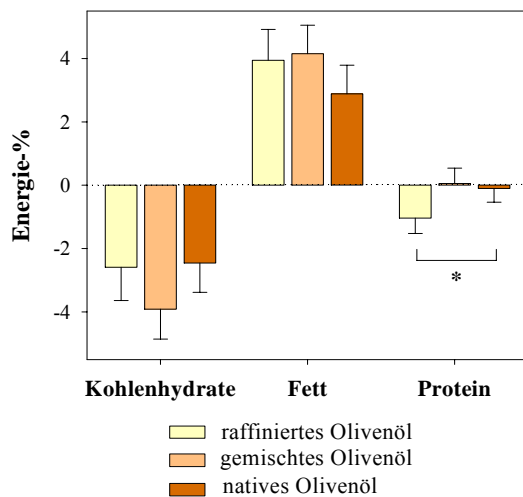 4
2
0
-2
-4
Energie-%
*
Kohlenhydrate Fett Protein
raffiniertes Olivenöl
gemischtes Olivenöl
natives Olivenöl